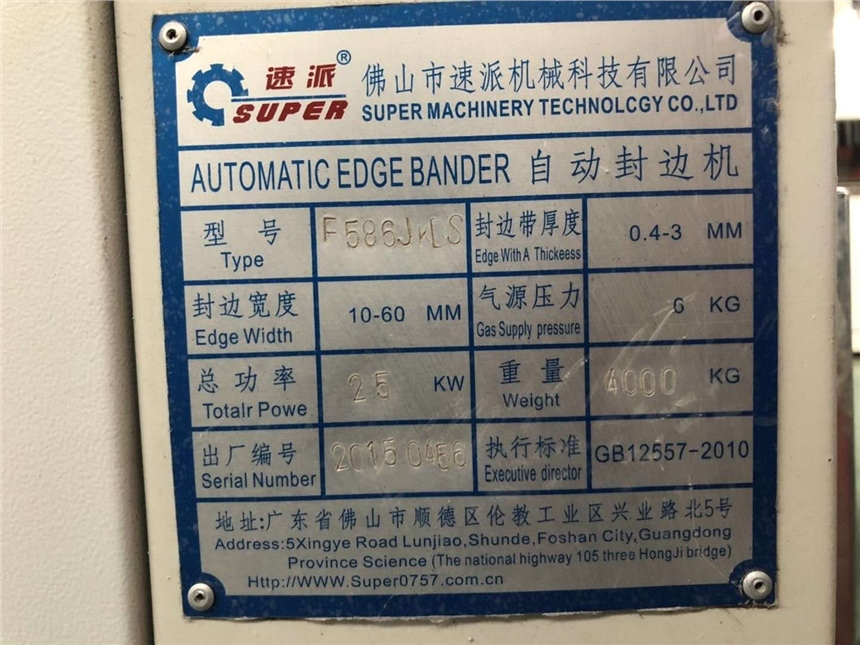 速派®
SUPER
佛山市速派机械科技有限公司
SUPER MACHINERY TECHNOLCGY CO.,LTD
AUTOMATIC EDGE BANDER 自动封边机
型 号
Type
封边带厚度
Edge With A Thickeess
0.4-3 MM
封边宽度
Edge Width
10-60 MM
气源压力
Gas Supply pressure
6 KG
总功率
Totalr Powe
25 KW
重 量
Weight
4000 KG
出厂编号
Serial Number
20150456
执行标准
Executive director
GB12557-2010
地址:广东省佛山市顺德区伦教工业区兴业路北5号
Address:5Xingye Road Lunjiao,Shunde,Foshan City,Guangdong
Province Science (The national highway 105 three HongJi bridge)
Http://WWW.Super0757.com.cn